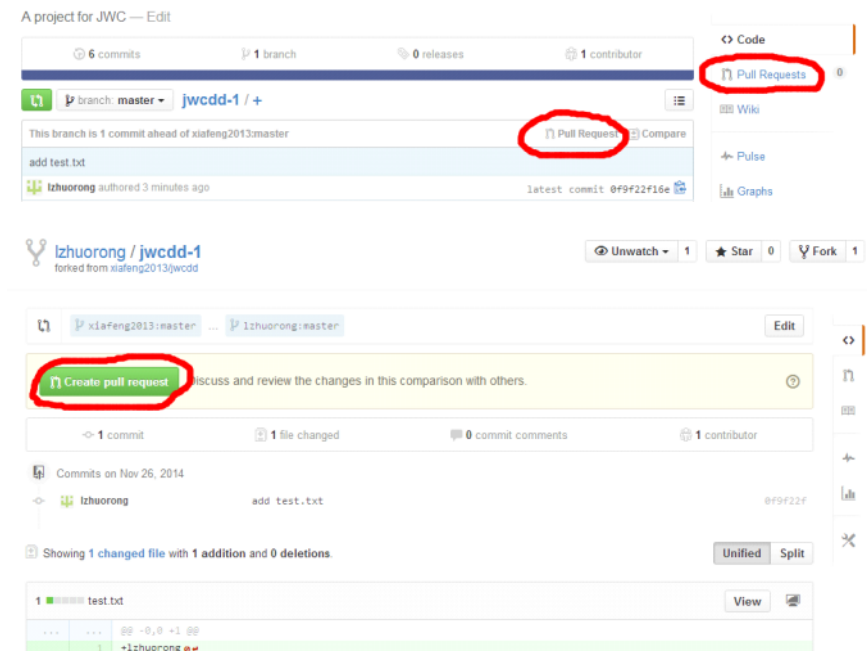 A project for JWC — Edit
6 commits 1 branch 0 releases 1 contributor
branch: master jwcdd-1 / +
This branch is 1 commit ahead of xiafeng2013:master Pull Request Compare
add test.txt
lzhuorong authored 3 minutes ago latest commit 0f9f22f16e
<> Code
Pull Requests 0
Wiki
Pulse
Graphs
lzhuorong / jwcdd-1
forked from xiafeng2013/jwcdd
Unwatch 1 Star 0 Fork 1
xiafeng2013:master ... lzhuorong:master Edit
Create pull request Discuss and review the changes in this comparison with others.
1 commit 1 file changed 0 commit comments 1 contributor
Commits on Nov 26, 2014
lzhuorong add test.txt 0f9f22f
Showing 1 changed file with 1 addition and 0 deletions. Unified Split
1 test.txt View
... ... @@ -0,0 +1 @@
1 +lzhuorong